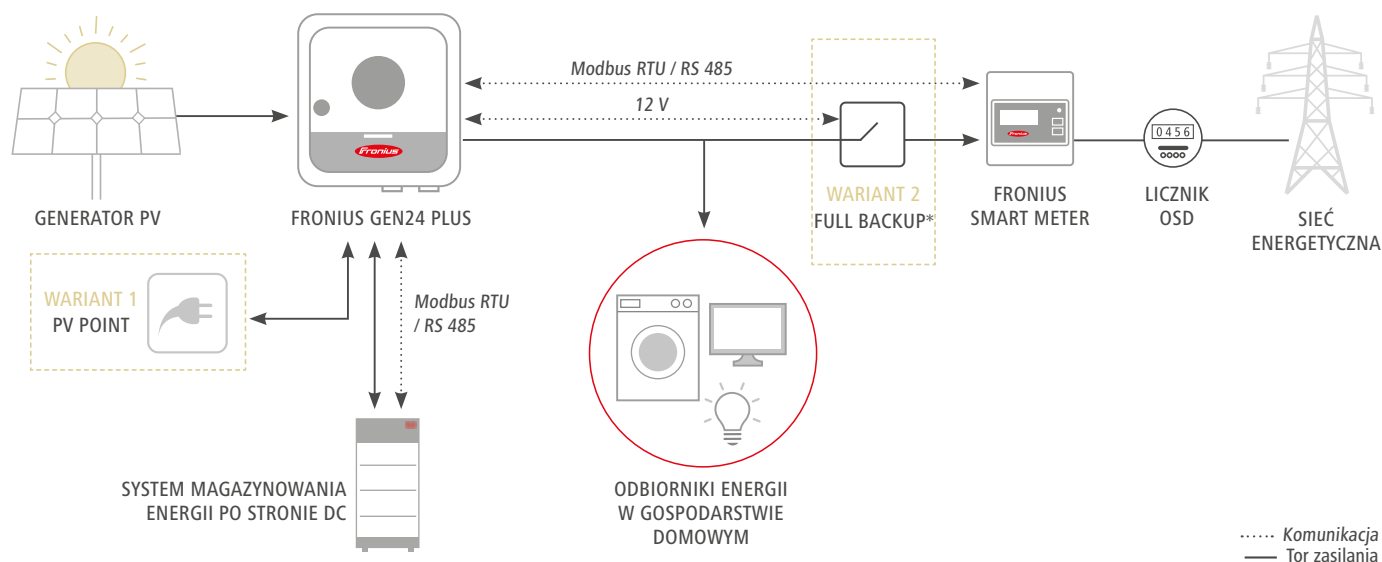 Modbus RTU / RS 485
12 V
Fronius
Fronius
0456
GENERATOR PV
FRONIUS GEN24 PLUS
WARIANT 2
FULL BACKUP*
FRONIUS
SMART METER
LICZNIK
OSD
SIEĆ
ENERGETYCZNA
WARIANT 1
PV POINT
Modbus RTU
/ RS 485
SYSTEM MAGAZYNOWANIA
ENERGII PO STRONIE DC
ODBIORNIKI ENERGII
W GOSPODARSTWIE
DOMOWYM
Komunikacja
Tor zasilania